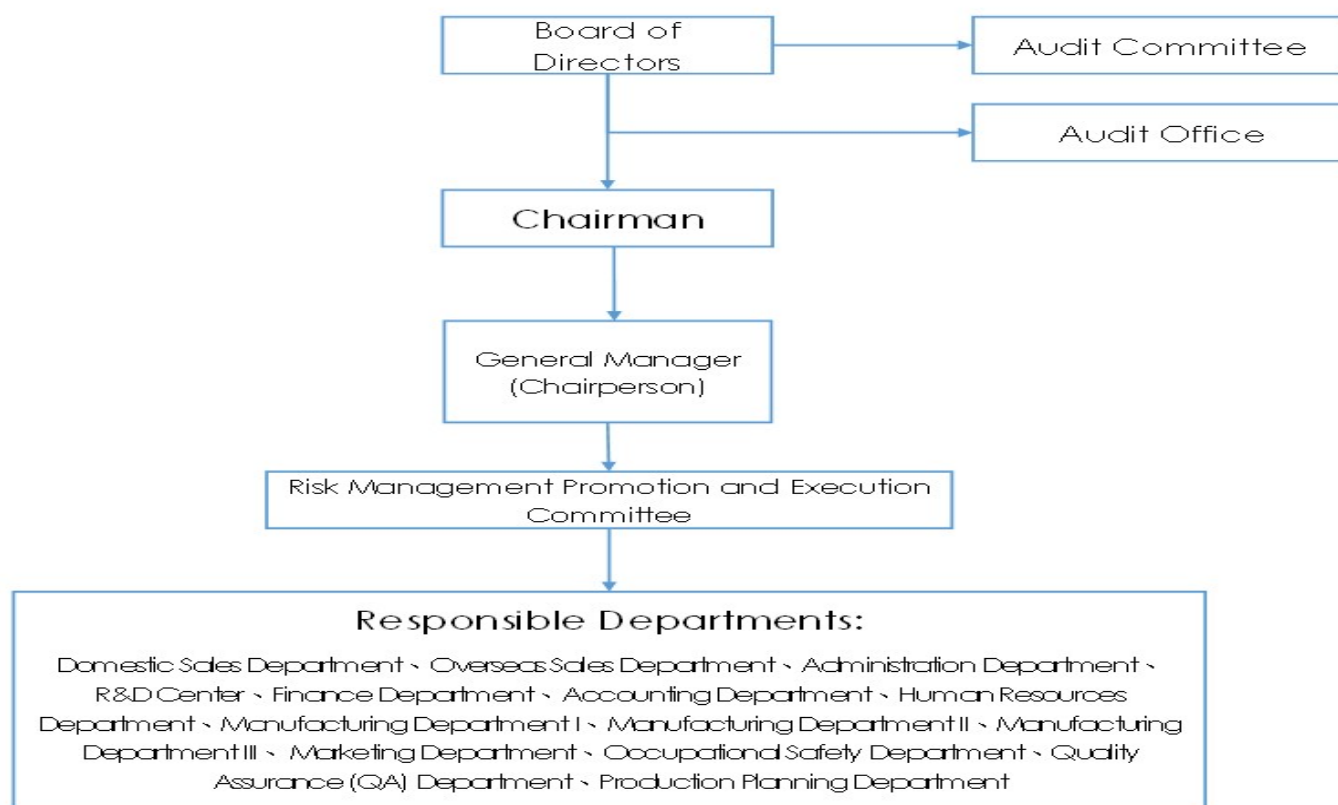 Board of
Directors
Audit Committee
Audit Office
Chairman
General Manager
(Chairperson)
Risk Management Promotion and Execution
Committee
Responsible Departments:
Domestic Sales Department、Overseas Sales Department、Administration Department、
R&D Center、Finance Department、Accounting Department、Human Resources
Department、Manufacturing Department I、Manufacturing Department II、Manufacturing
Department III、 Marketing Department、Occupational Safety Department、Quality
Assurance (QA) Department、Production Planning Department